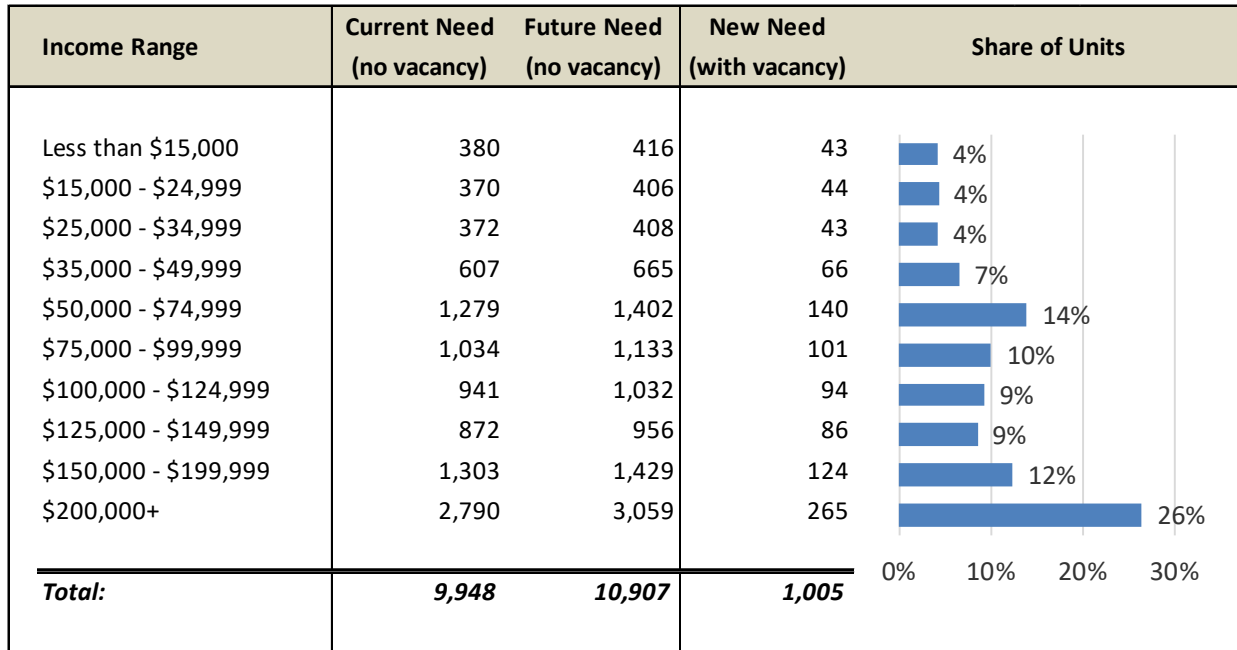 Income Range Current Need Future Need New Need Share of Units
(no vacancy) (no vacancy) (with vacancy)
Less than $15,000 380 416 43 4%
$15,000 - $24,999 370 406 44 4%
$25,000 - $34,999 372 408 43 4%
$35,000 - $49,999 607 665 66 7%
$50,000 - $74,999 1,279 1,402 140 14%
$75,000 - $99,999 1,034 1,133 101 10%
$100,000 - $124,999 941 1,032 94 9%
$125,000 - $149,999 872 956 86 9%
$150,000 - $199,999 1,303 1,429 124 12%
$200,000+ 2,790 3,059 265 26%
0% 10% 20% 30%
Total: 9,948 10,907 1,005